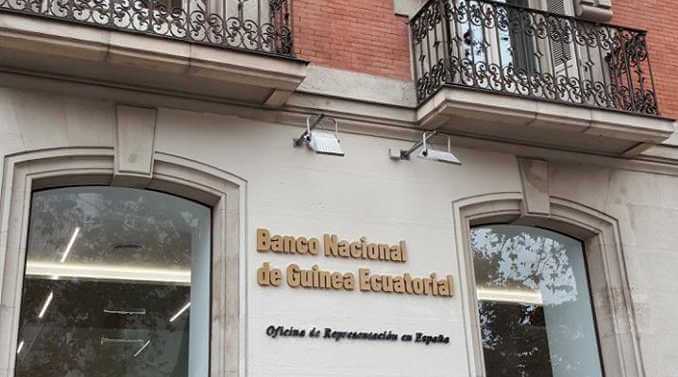 Banco Nacional
de Guinea Ecuatorial
Oficina de Representación en España